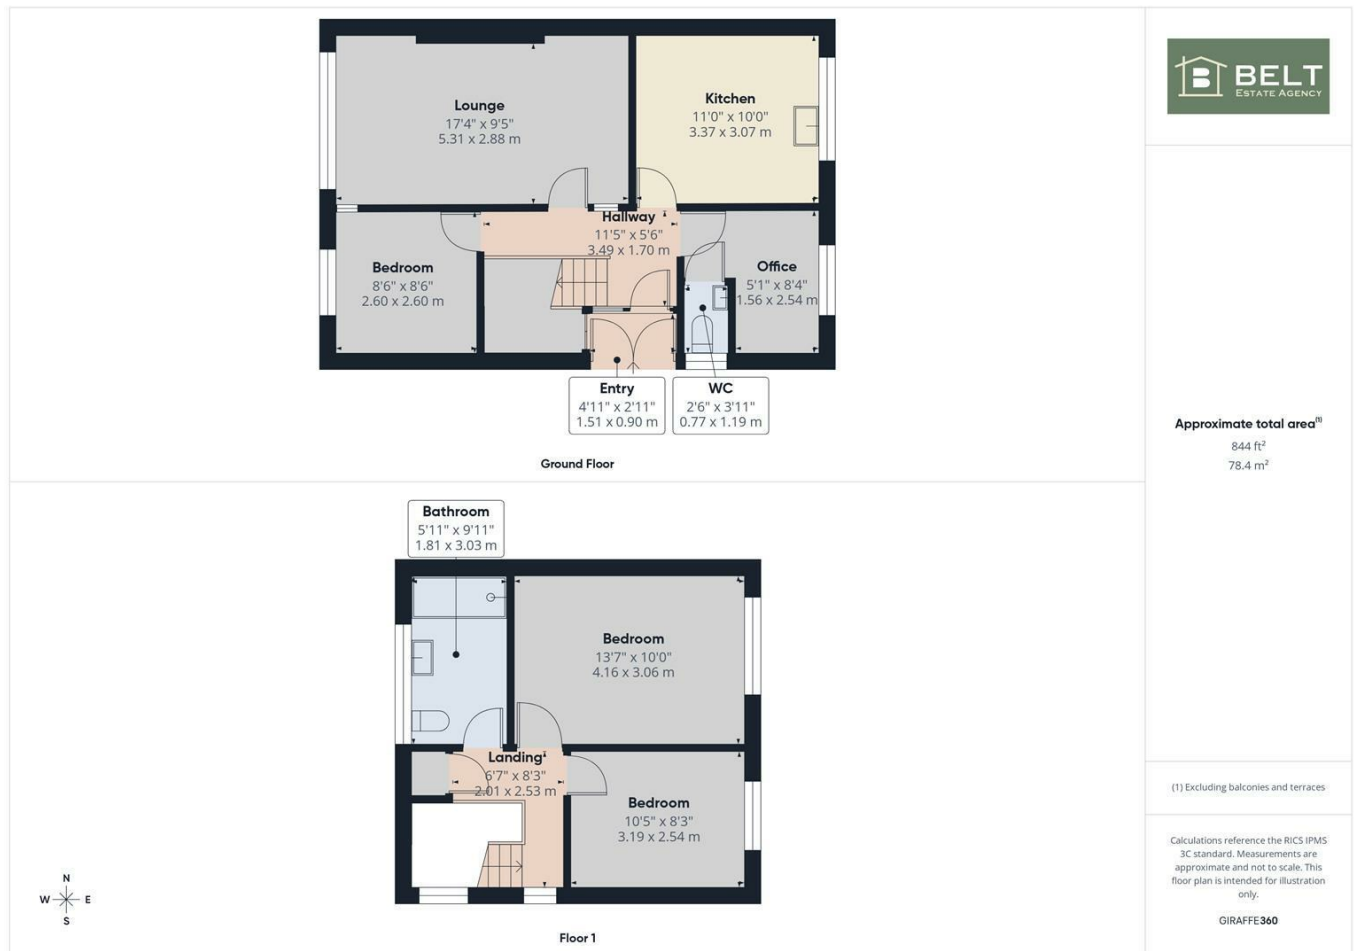 Lounge
17'4" x 9'5"
5.31 x 2.88 m
Kitchen
11'0" x 10'0"
3.37 x 3.07 m
Hallway
11'5" x 5'6"
3.49 x 1.70 m
Bedroom
8'6" x 8'6"
2.60 x 2.60 m
Office
5'1" x 8'4"
1.56 x 2.54 m
Entry
4'11" x 2'11"
1.51 x 0.90 m
WC
2'6" x 3'11"
0.77 x 1.19 m
Ground Floor
Bathroom
5'11" x 9'11"
1.81 x 3.03 m
Bedroom
13'7" x 10'0"
4.16 x 3.06 m
Landing
6'7" x 8'3"
2.01 x 2.53 m
Bedroom
10'5" x 8'3"
3.19 x 2.54 m
N
W E
S
Floor 1
B BELT
ESTATE AGENCY
Approximate total area⁽¹⁾
844 ft²
78.4 m²
(1) Excluding balconies and terraces
Calculations reference the RICS IPMS
3C standard. Measurements are
approximate and not to scale. This
floor plan is intended for illustration
only.
GIRAFFE360